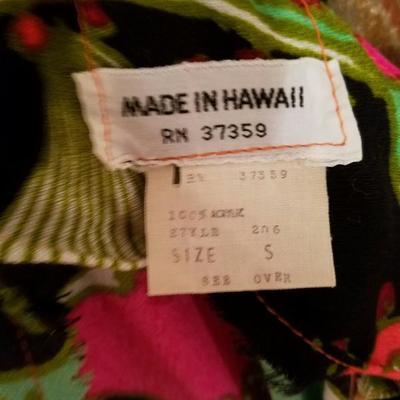 MADE IN HAWAII
RN 37359
RN 37359
100% ACRYLIC
STYLE 206
SIZE S
SEE OVER